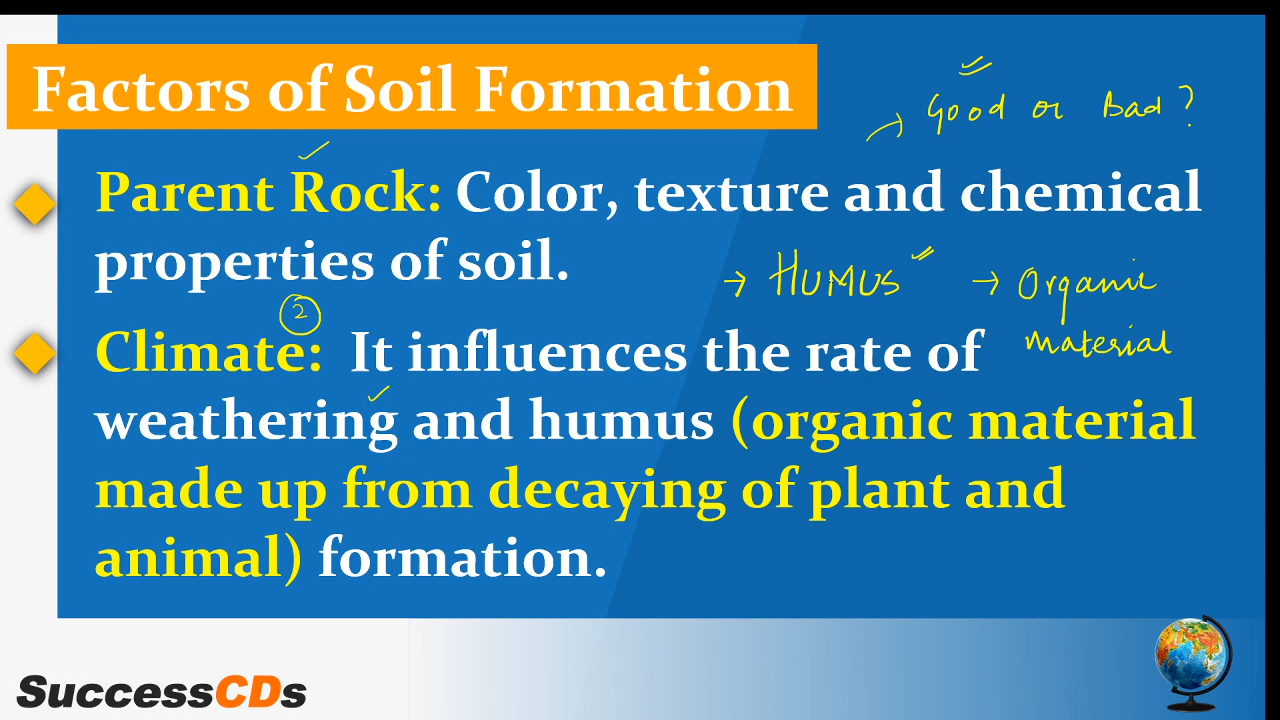 Factors of Soil Formation
→ Good or Bad ?
Parent Rock: Color, texture and chemical
properties of soil.
→ HUMUS → Organic
material
2
Climate: It influences the rate of
weathering and humus (organic material
made up from decaying of plant and
animal) formation.
SuccessCDs